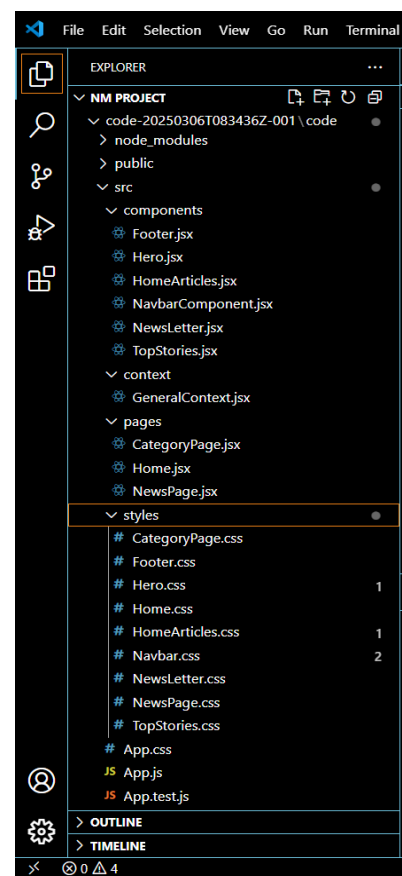 File Edit Selection View Go Run Terminal
EXPLORER ...
NM PROJECT
code-20250306T083436Z-001\code
node_modules
public
src
components
Footer.jsx
Hero.jsx
HomeArticles.jsx
NavbarComponent.jsx
NewsLetter.jsx
TopStories.jsx
context
GeneralContext.jsx
pages
CategoryPage.jsx
Home.jsx
NewsPage.jsx
styles
# CategoryPage.css
# Footer.css
# Hero.css 1
# Home.css
# HomeArticles.css 1
# Navbar.css 2
# NewsLetter.css
# NewsPage.css
# TopStories.css
# App.css
JS App.js
JS App.test.js
OUTLINE
TIMELINE
0 4